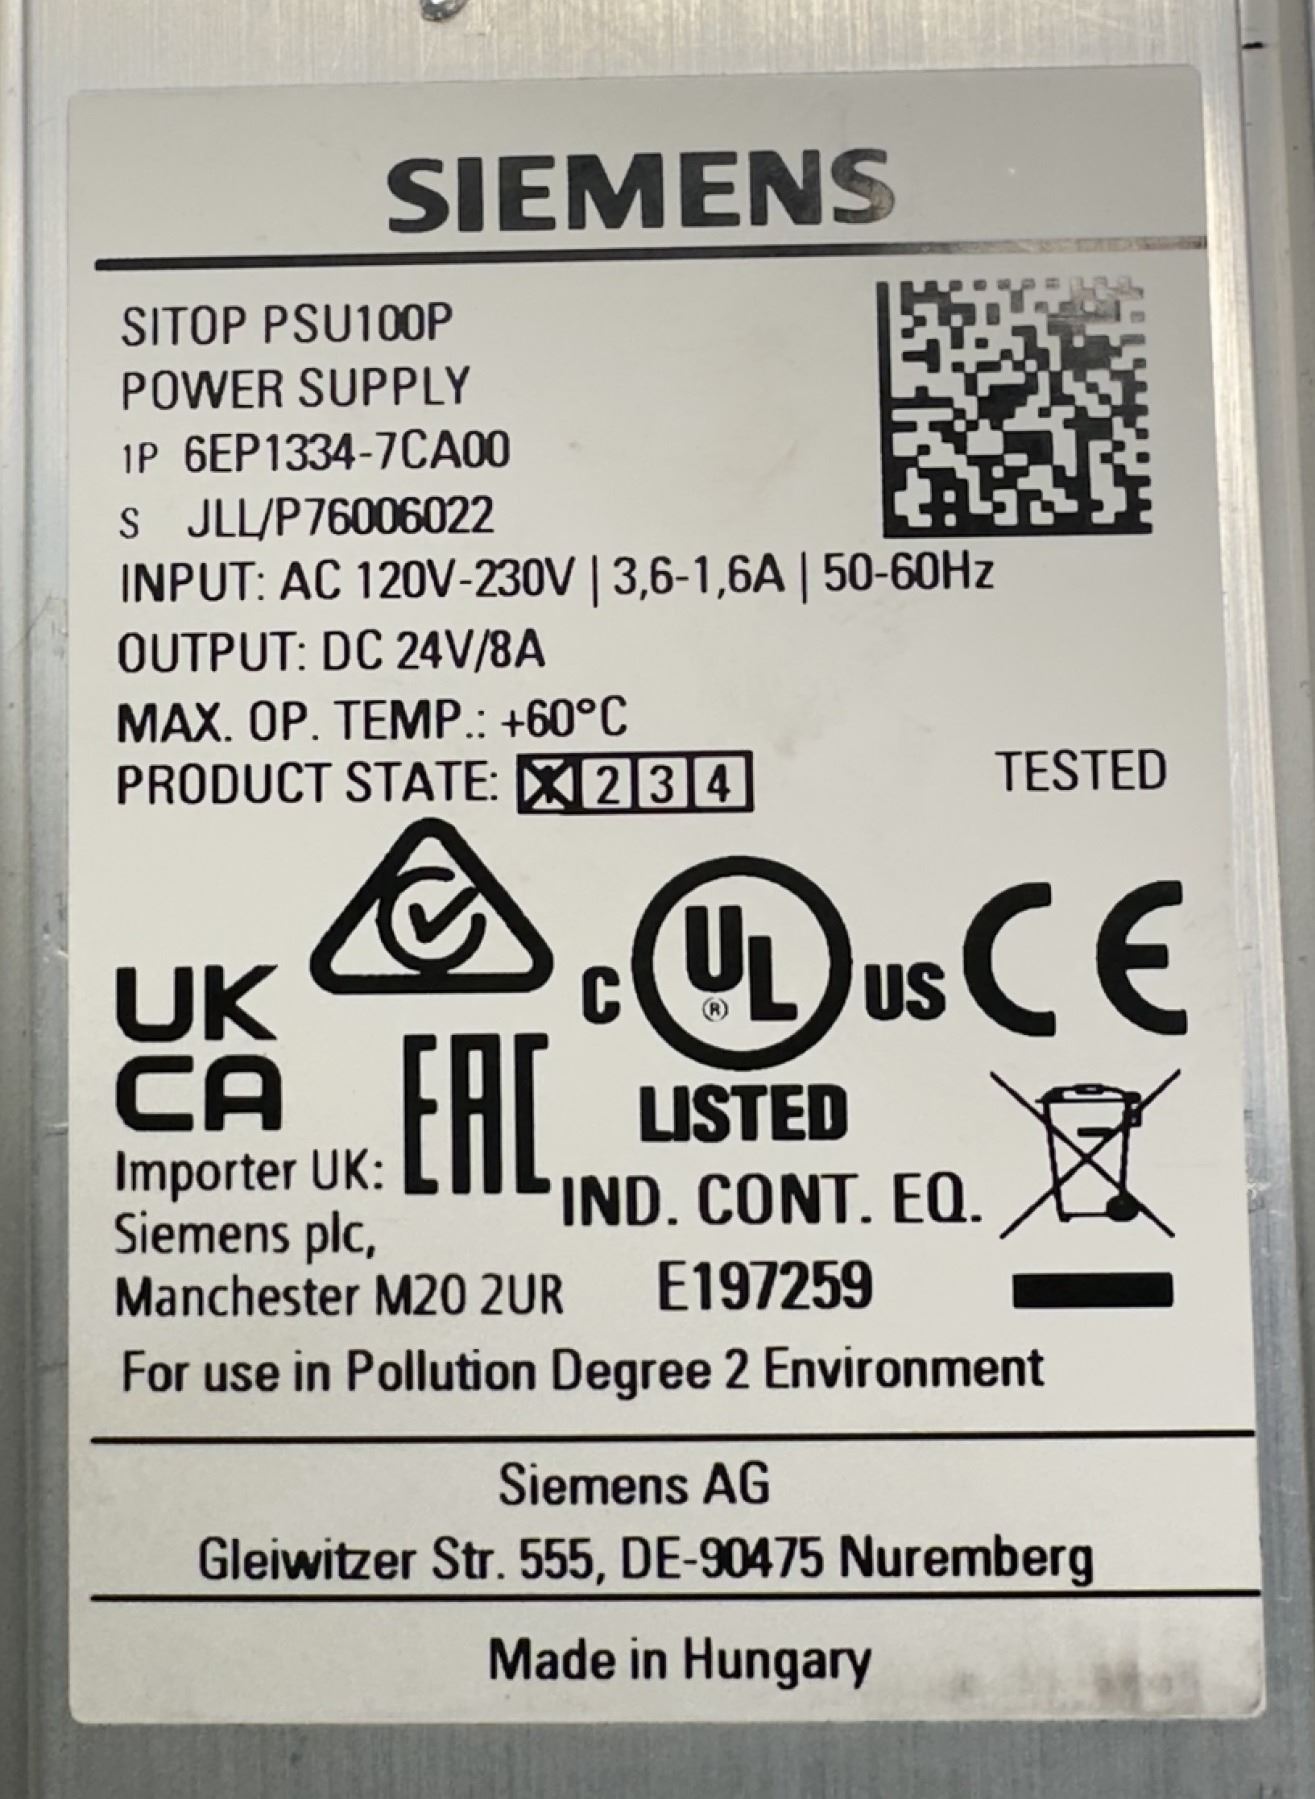 SIEMENS
SITOP PSU100P
POWER SUPPLY
1P 6EP1334-7CA00
S JLL/P76006022
INPUT: AC 120V-230V | 3,6-1,6A | 50-60Hz
OUTPUT: DC 24V/8A
MAX. OP. TEMP.: +60°C
PRODUCT STATE: X 2 3 4
TESTED
UK
CA
EAC
C UL US
®
LISTED
CE
IND. CONT. EQ.
E197259
Importer UK:
Siemens plc,
Manchester M20 2UR
For use in Pollution Degree 2 Environment
Siemens AG
Gleiwitzer Str. 555, DE-90475 Nuremberg
Made in Hungary